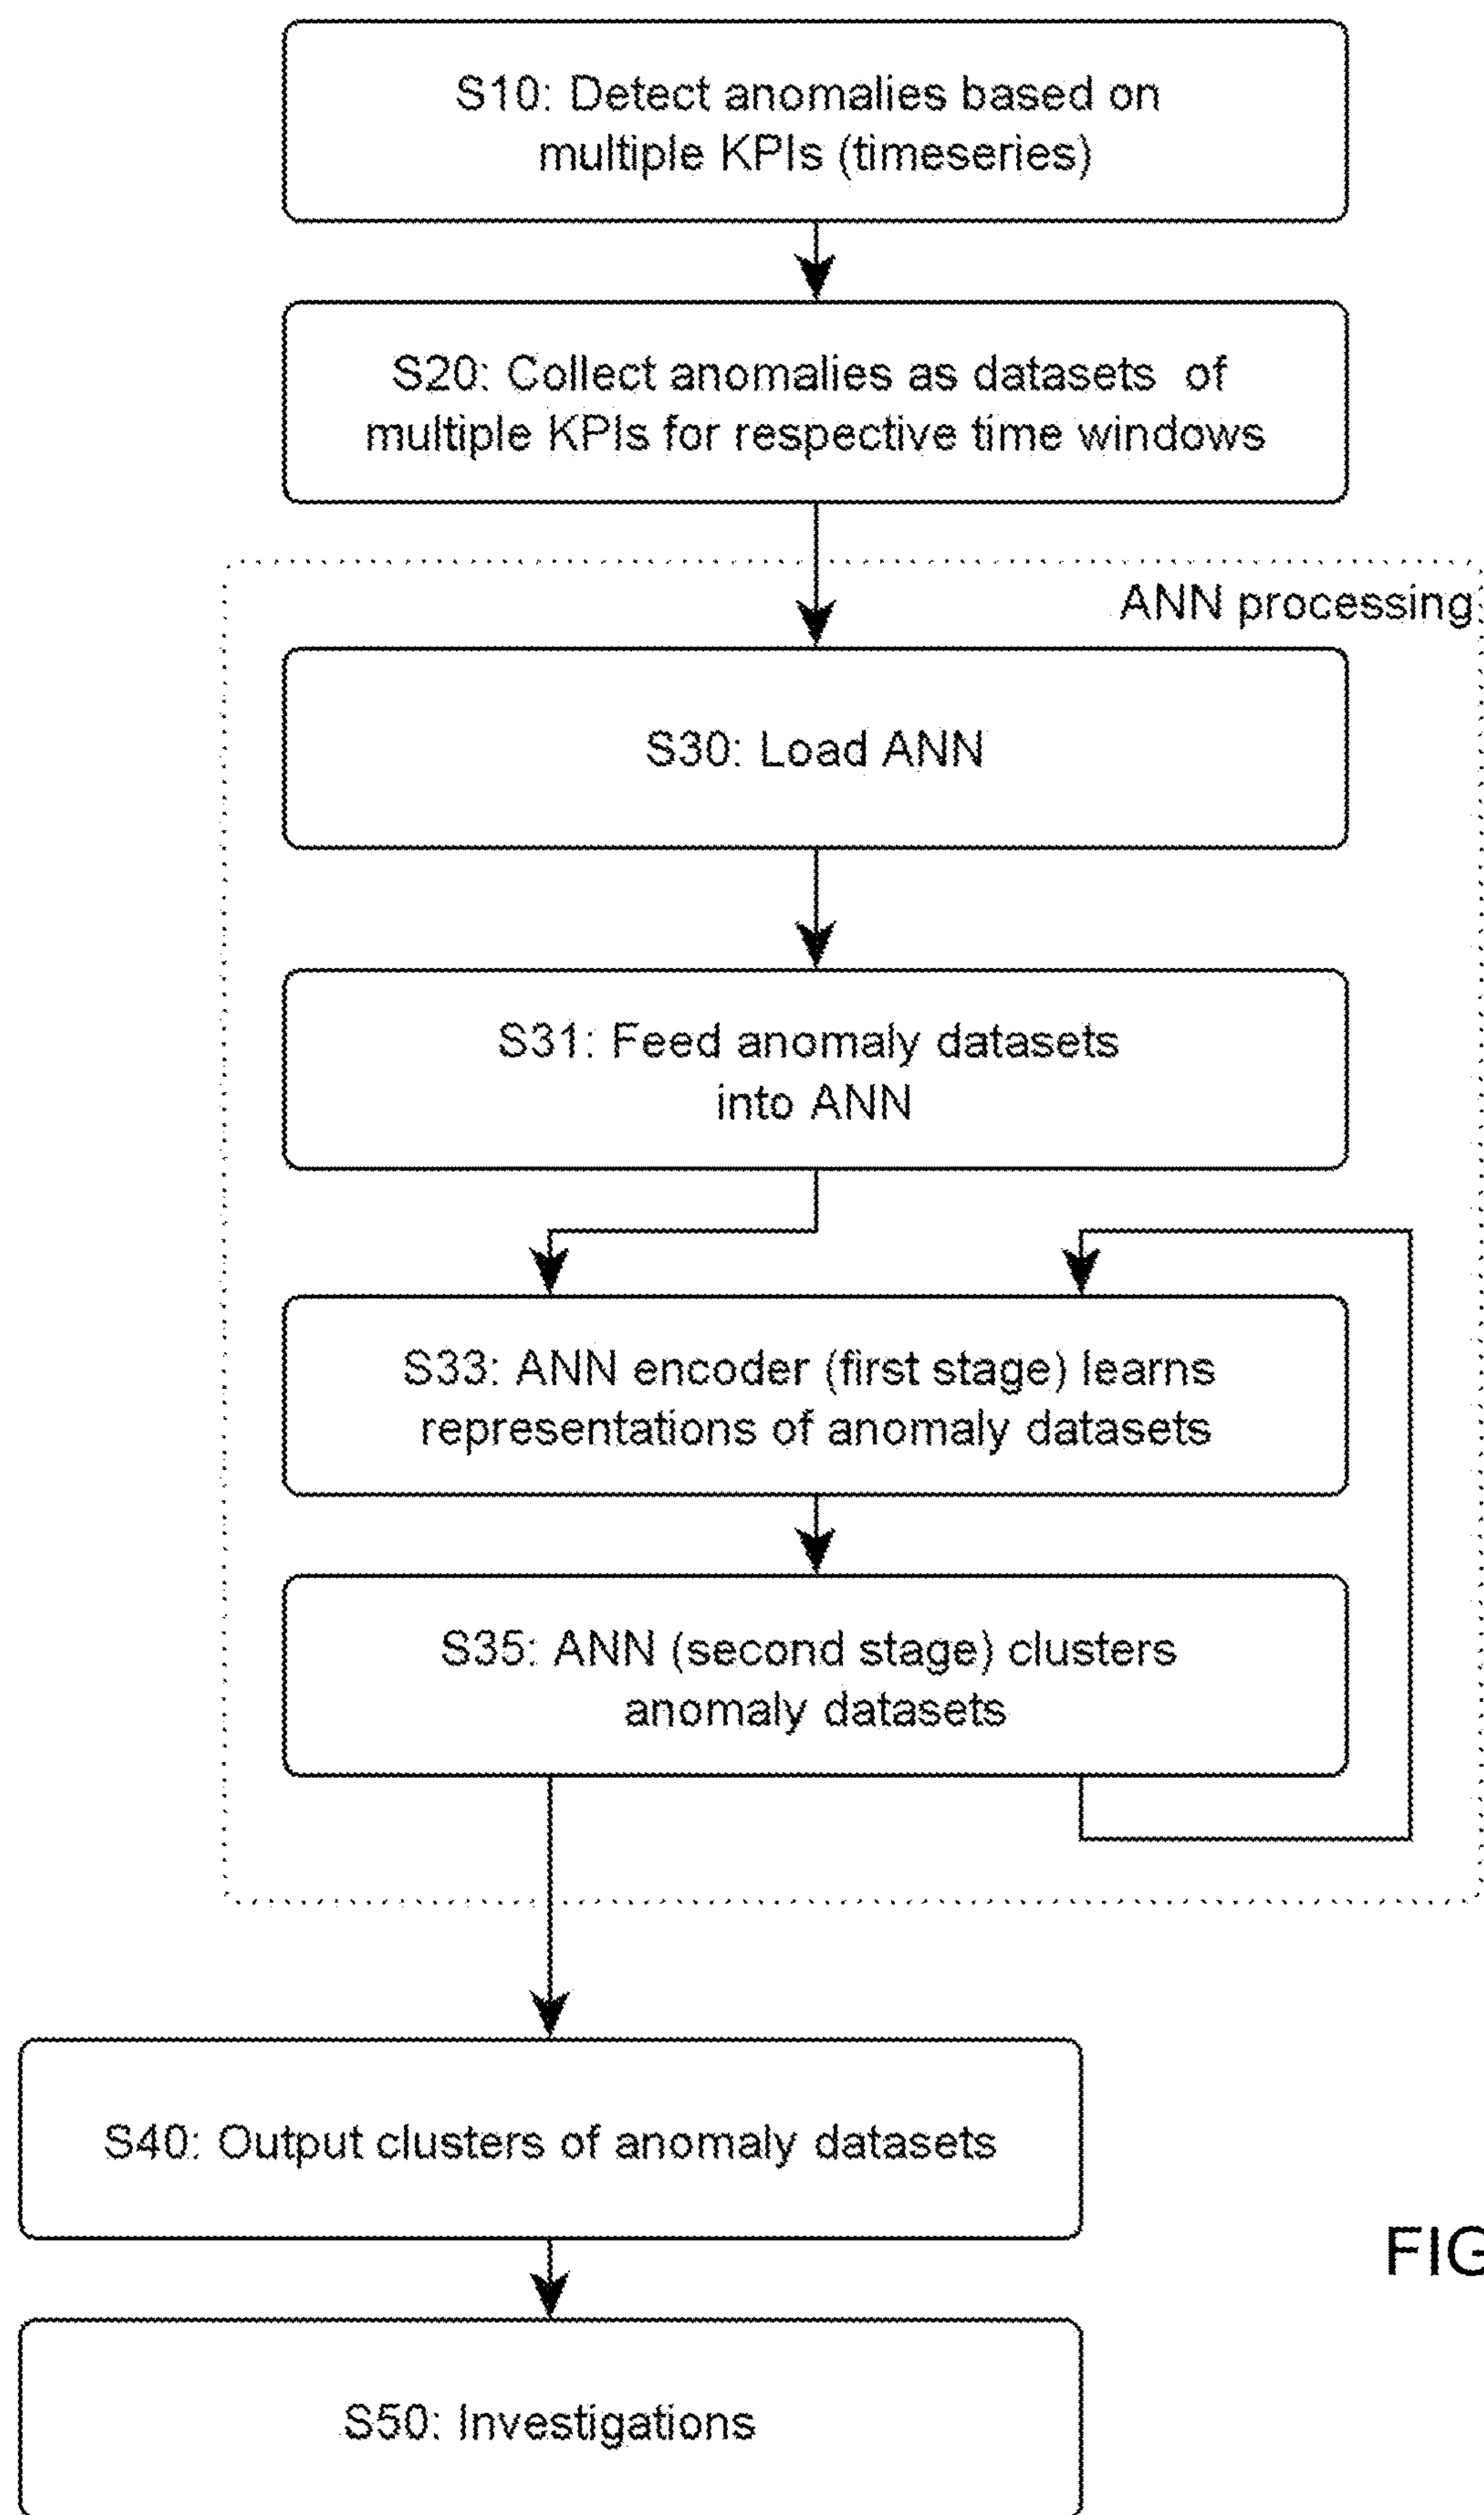 S10: Detect anomalies based on
multiple KPIs (timeseries)
S20: Collect anomalies as datasets of
multiple KPIs for respective time windows
ANN processing
S30: Load ANN
S31: Feed anomaly datasets
into ANN
S33: ANN encoder (first stage) learns
representations of anomaly datasets
S35: ANN (second stage) clusters
anomaly datasets
S40: Output clusters of anomaly datasets
FIG
S50: Investigations